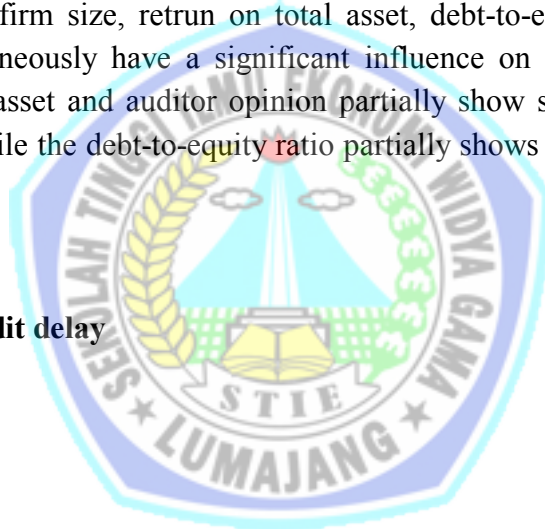 firm size, retrun on total asset, debt-to-e
neously have a significant influence on
asset and auditor opinion partially show s
ile the debt-to-equity ratio partially shows
SEKOLAH TINGGI ILMU EKONOMI WIDYA GAMA
dit delay
STIE
LUMAJANG